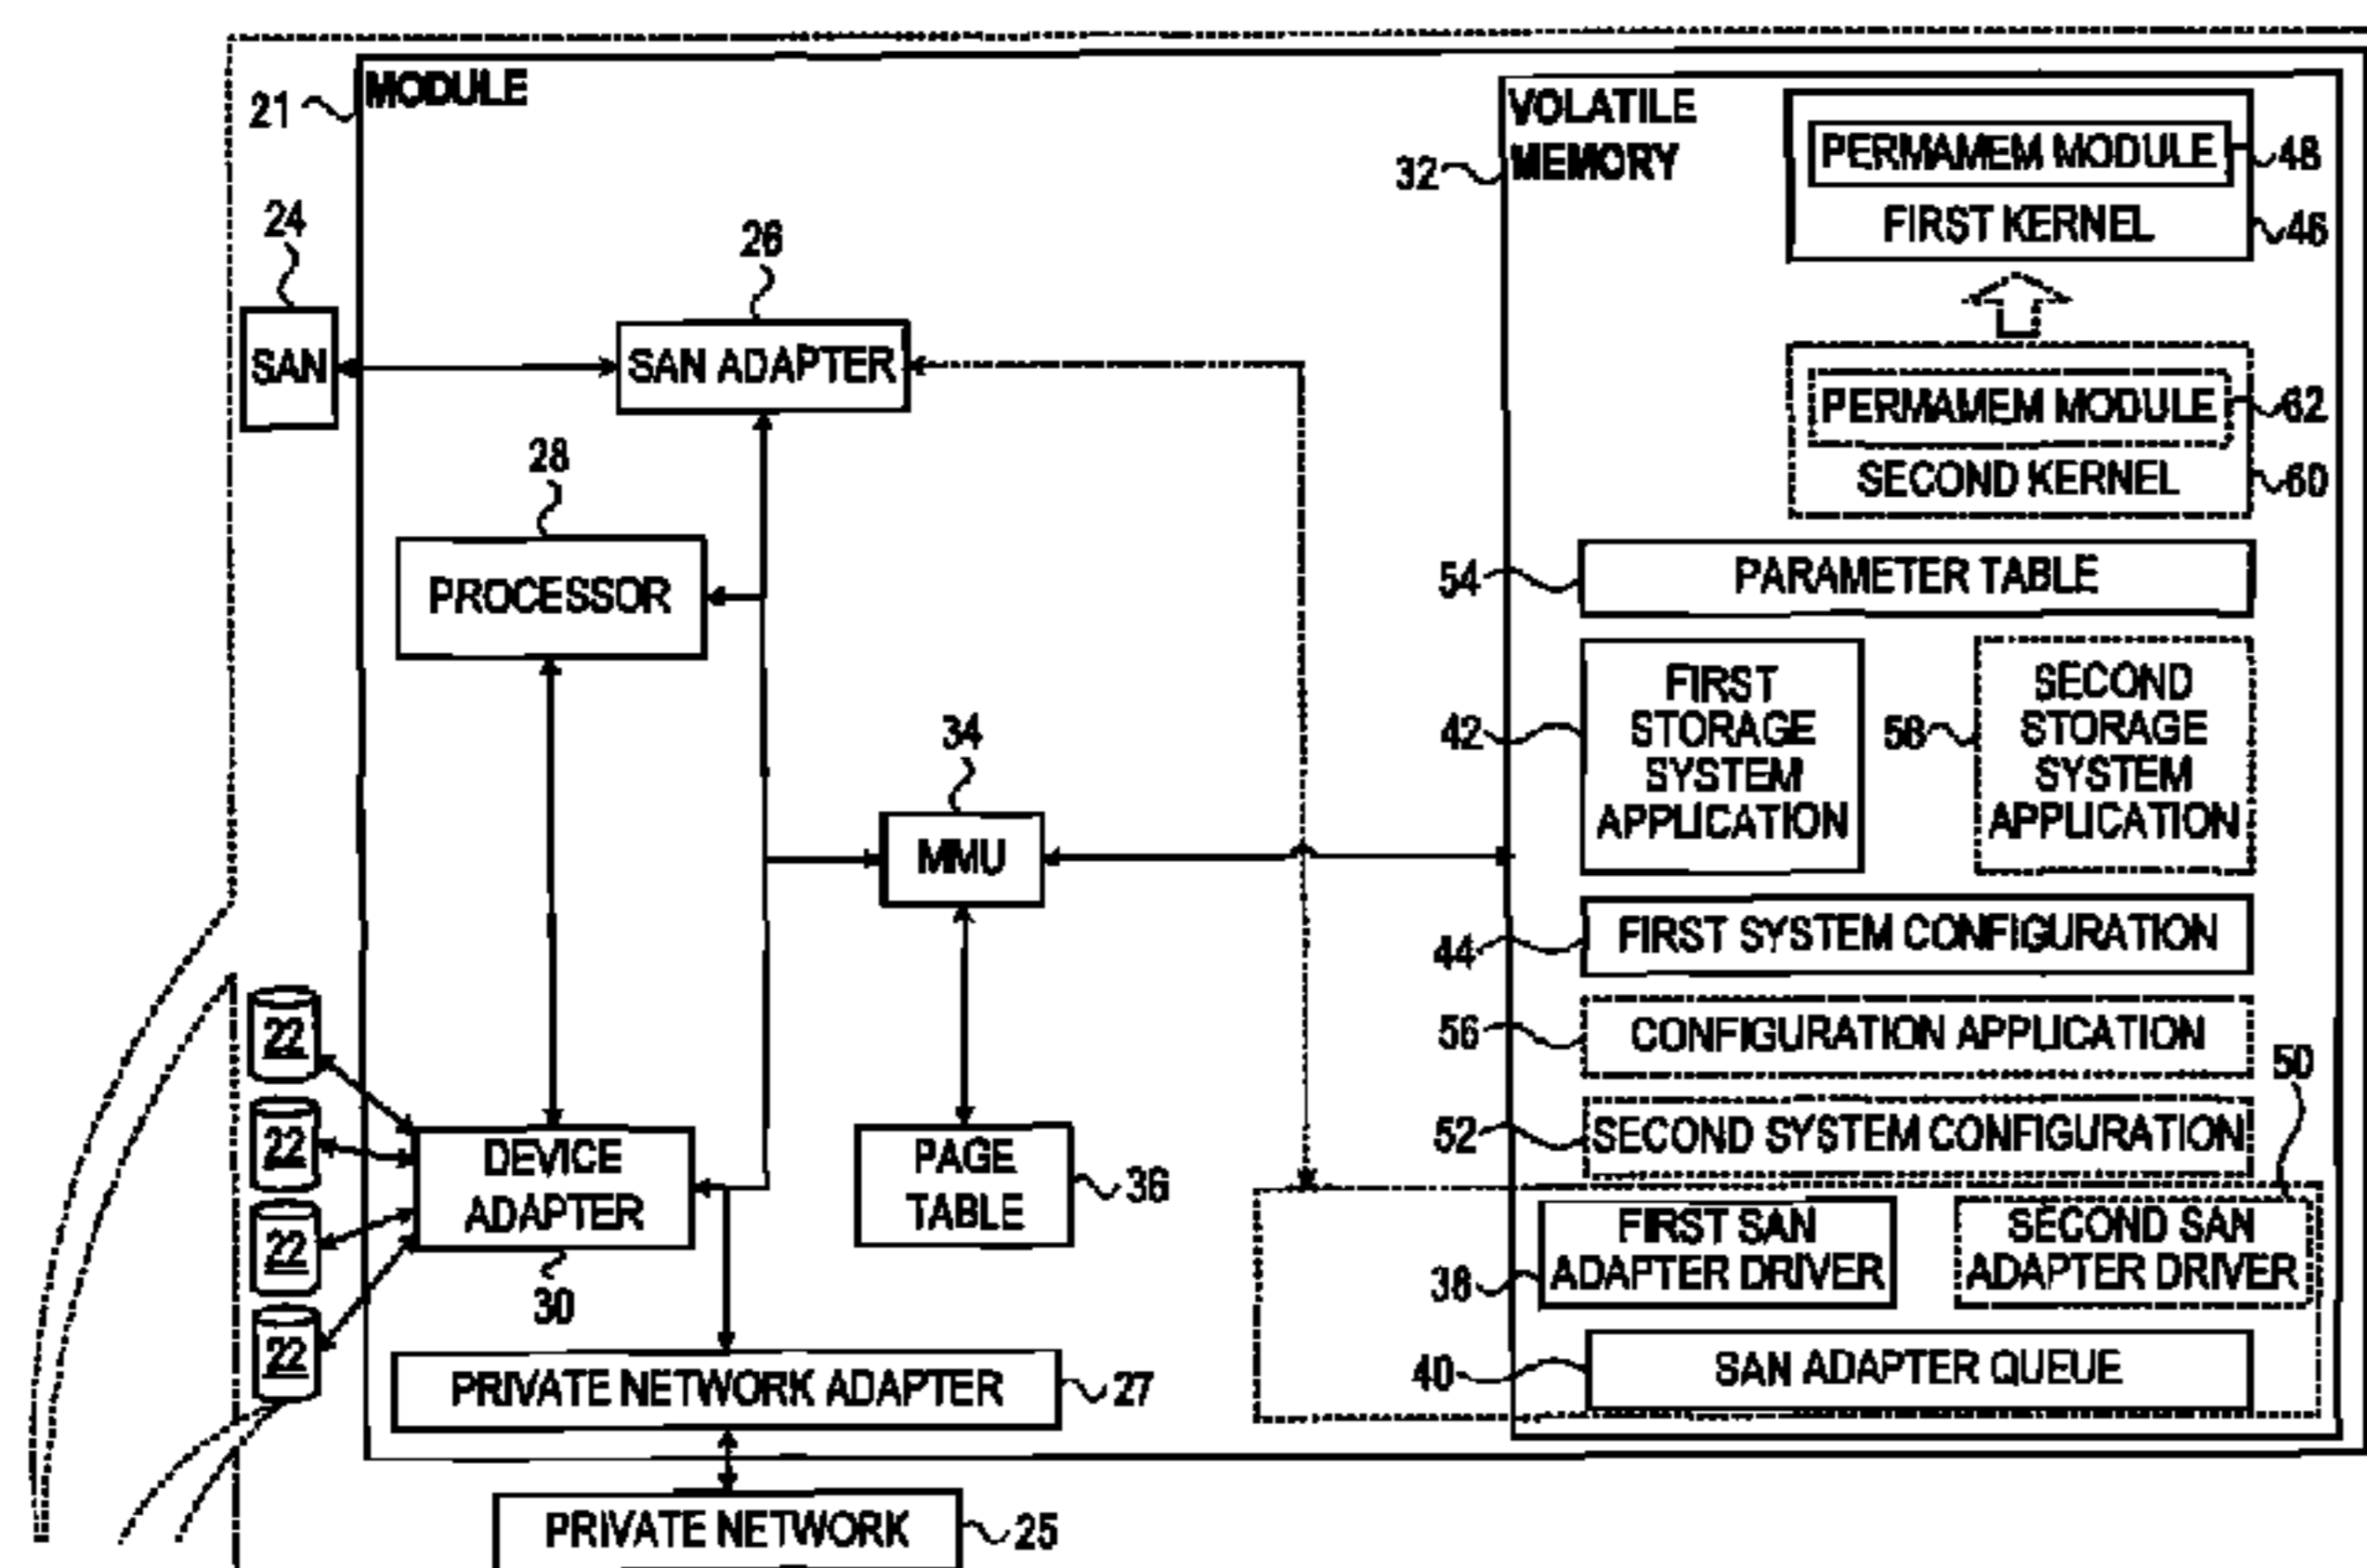 MODULE
21
VOLATILE
MEMORY
32
PERMAMEM MODULE
48
FIRST KERNEL
46
24
SAN
26
SAN ADAPTER
PERMAMEM MODULE
62
SECOND KERNEL
60
28
PROCESSOR
54
PARAMETER TABLE
42
FIRST
STORAGE
SYSTEM
APPLICATION
58
SECOND
STORAGE
SYSTEM
APPLICATION
34
MMU
44
FIRST SYSTEM CONFIGURATION
56
CONFIGURATION APPLICATION
50
52
SECOND SYSTEM CONFIGURATION
22
22
22
22
DEVICE
ADAPTER
30
PAGE
TABLE
36
38
FIRST SAN
ADAPTER DRIVER
SECOND SAN
ADAPTER DRIVER
40
SAN ADAPTER QUEUE
PRIVATE NETWORK ADAPTER
27
PRIVATE NETWORK
25